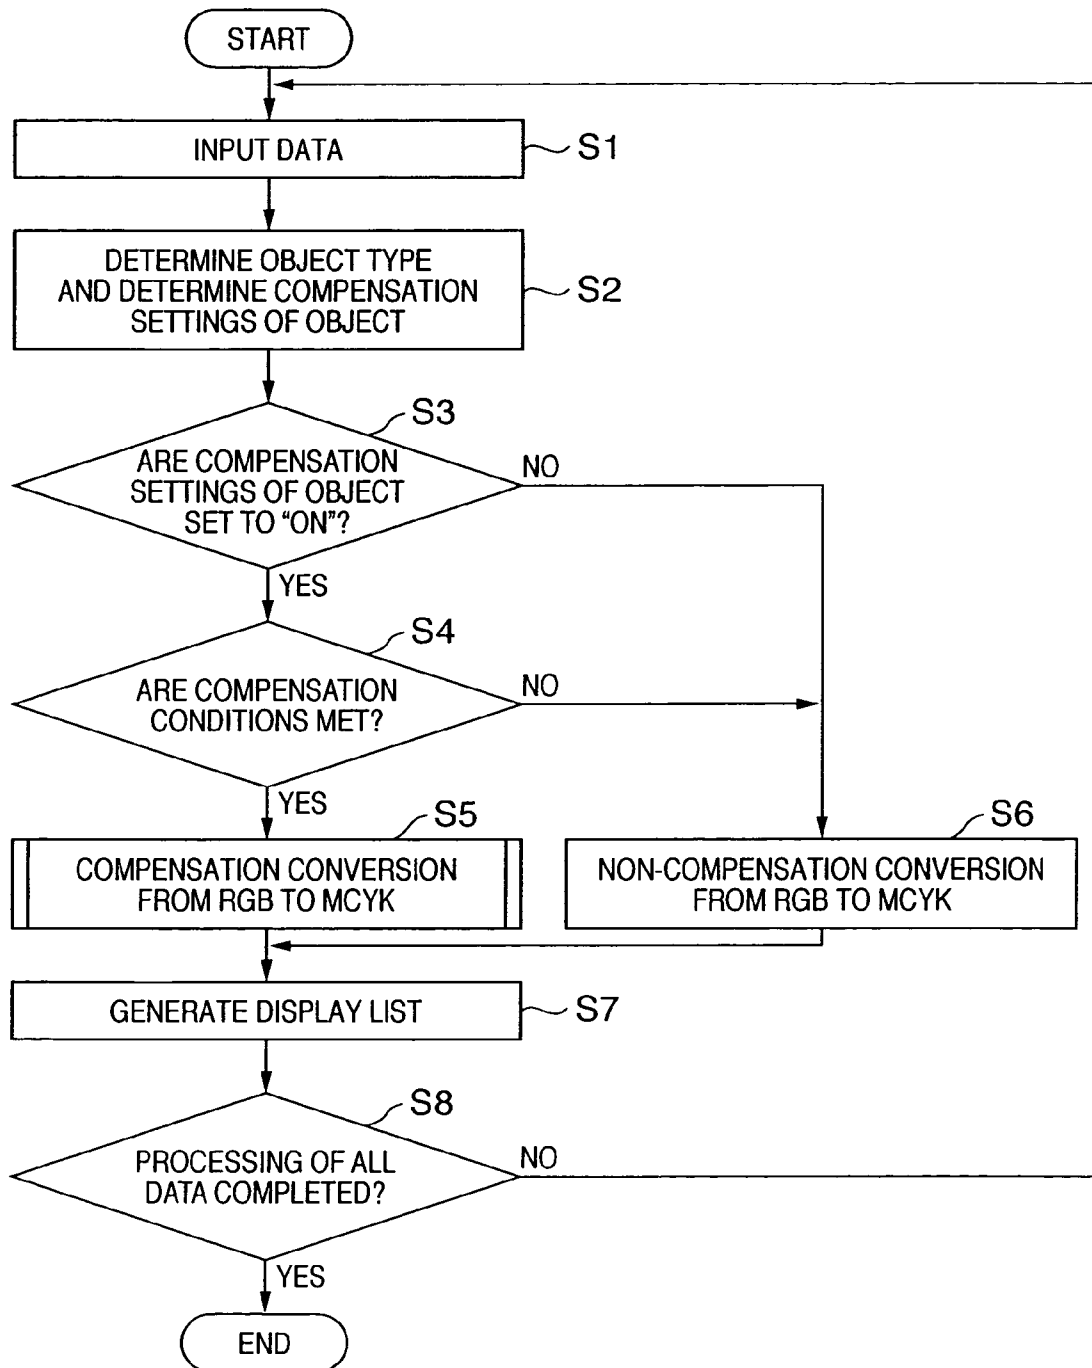 START
INPUT DATA
S1
DETERMINE OBJECT TYPE
AND DETERMINE COMPENSATION
SETTINGS OF OBJECT
S2
S3
ARE COMPENSATION
SETTINGS OF OBJECT
SET TO “ON”?
NO
YES
S4
ARE COMPENSATION
CONDITIONS MET?
NO
YES
S5
COMPENSATION CONVERSION
FROM RGB TO MCYK
S6
NON-COMPENSATION CONVERSION
FROM RGB TO MCYK
GENERATE DISPLAY LIST
S7
S8
PROCESSING OF ALL
DATA COMPLETED?
NO
YES
END